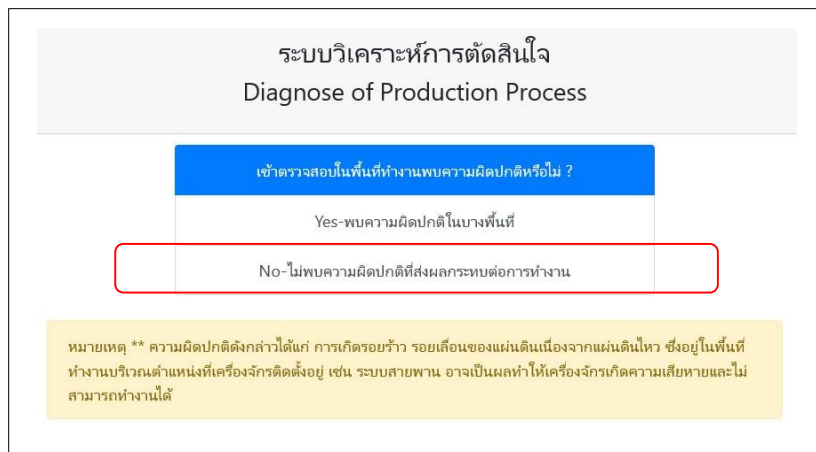 ระบบวิเคราะห์การตัดสินใจ
Diagnose of Production Process
เข้าตรวจสอบในพื้นที่ทำงานพบความผิดปกติหรือไม่ ?
Yes-พบความผิดปกติในบางพื้นที่
No-ไม่พบความผิดปกติที่ส่งผลกระทบต่อการทำงาน
หมายเหตุ ** ความผิดปกติดังกล่าวได้แก่ การเกิดรอยร้าว รอยเลื่อนของแผ่นดินเนื่องจากแผ่นดินไหว ซึ่งอยู่ในพื้นที่
ทำงานบริเวณตำแหน่งที่เครื่องจักรติดตั้งอยู่ เช่น ระบบสายพาน อาจเป็นผลทำให้เครื่องจักรเกิดความเสียหายและไม่
สามารถทำงานได้